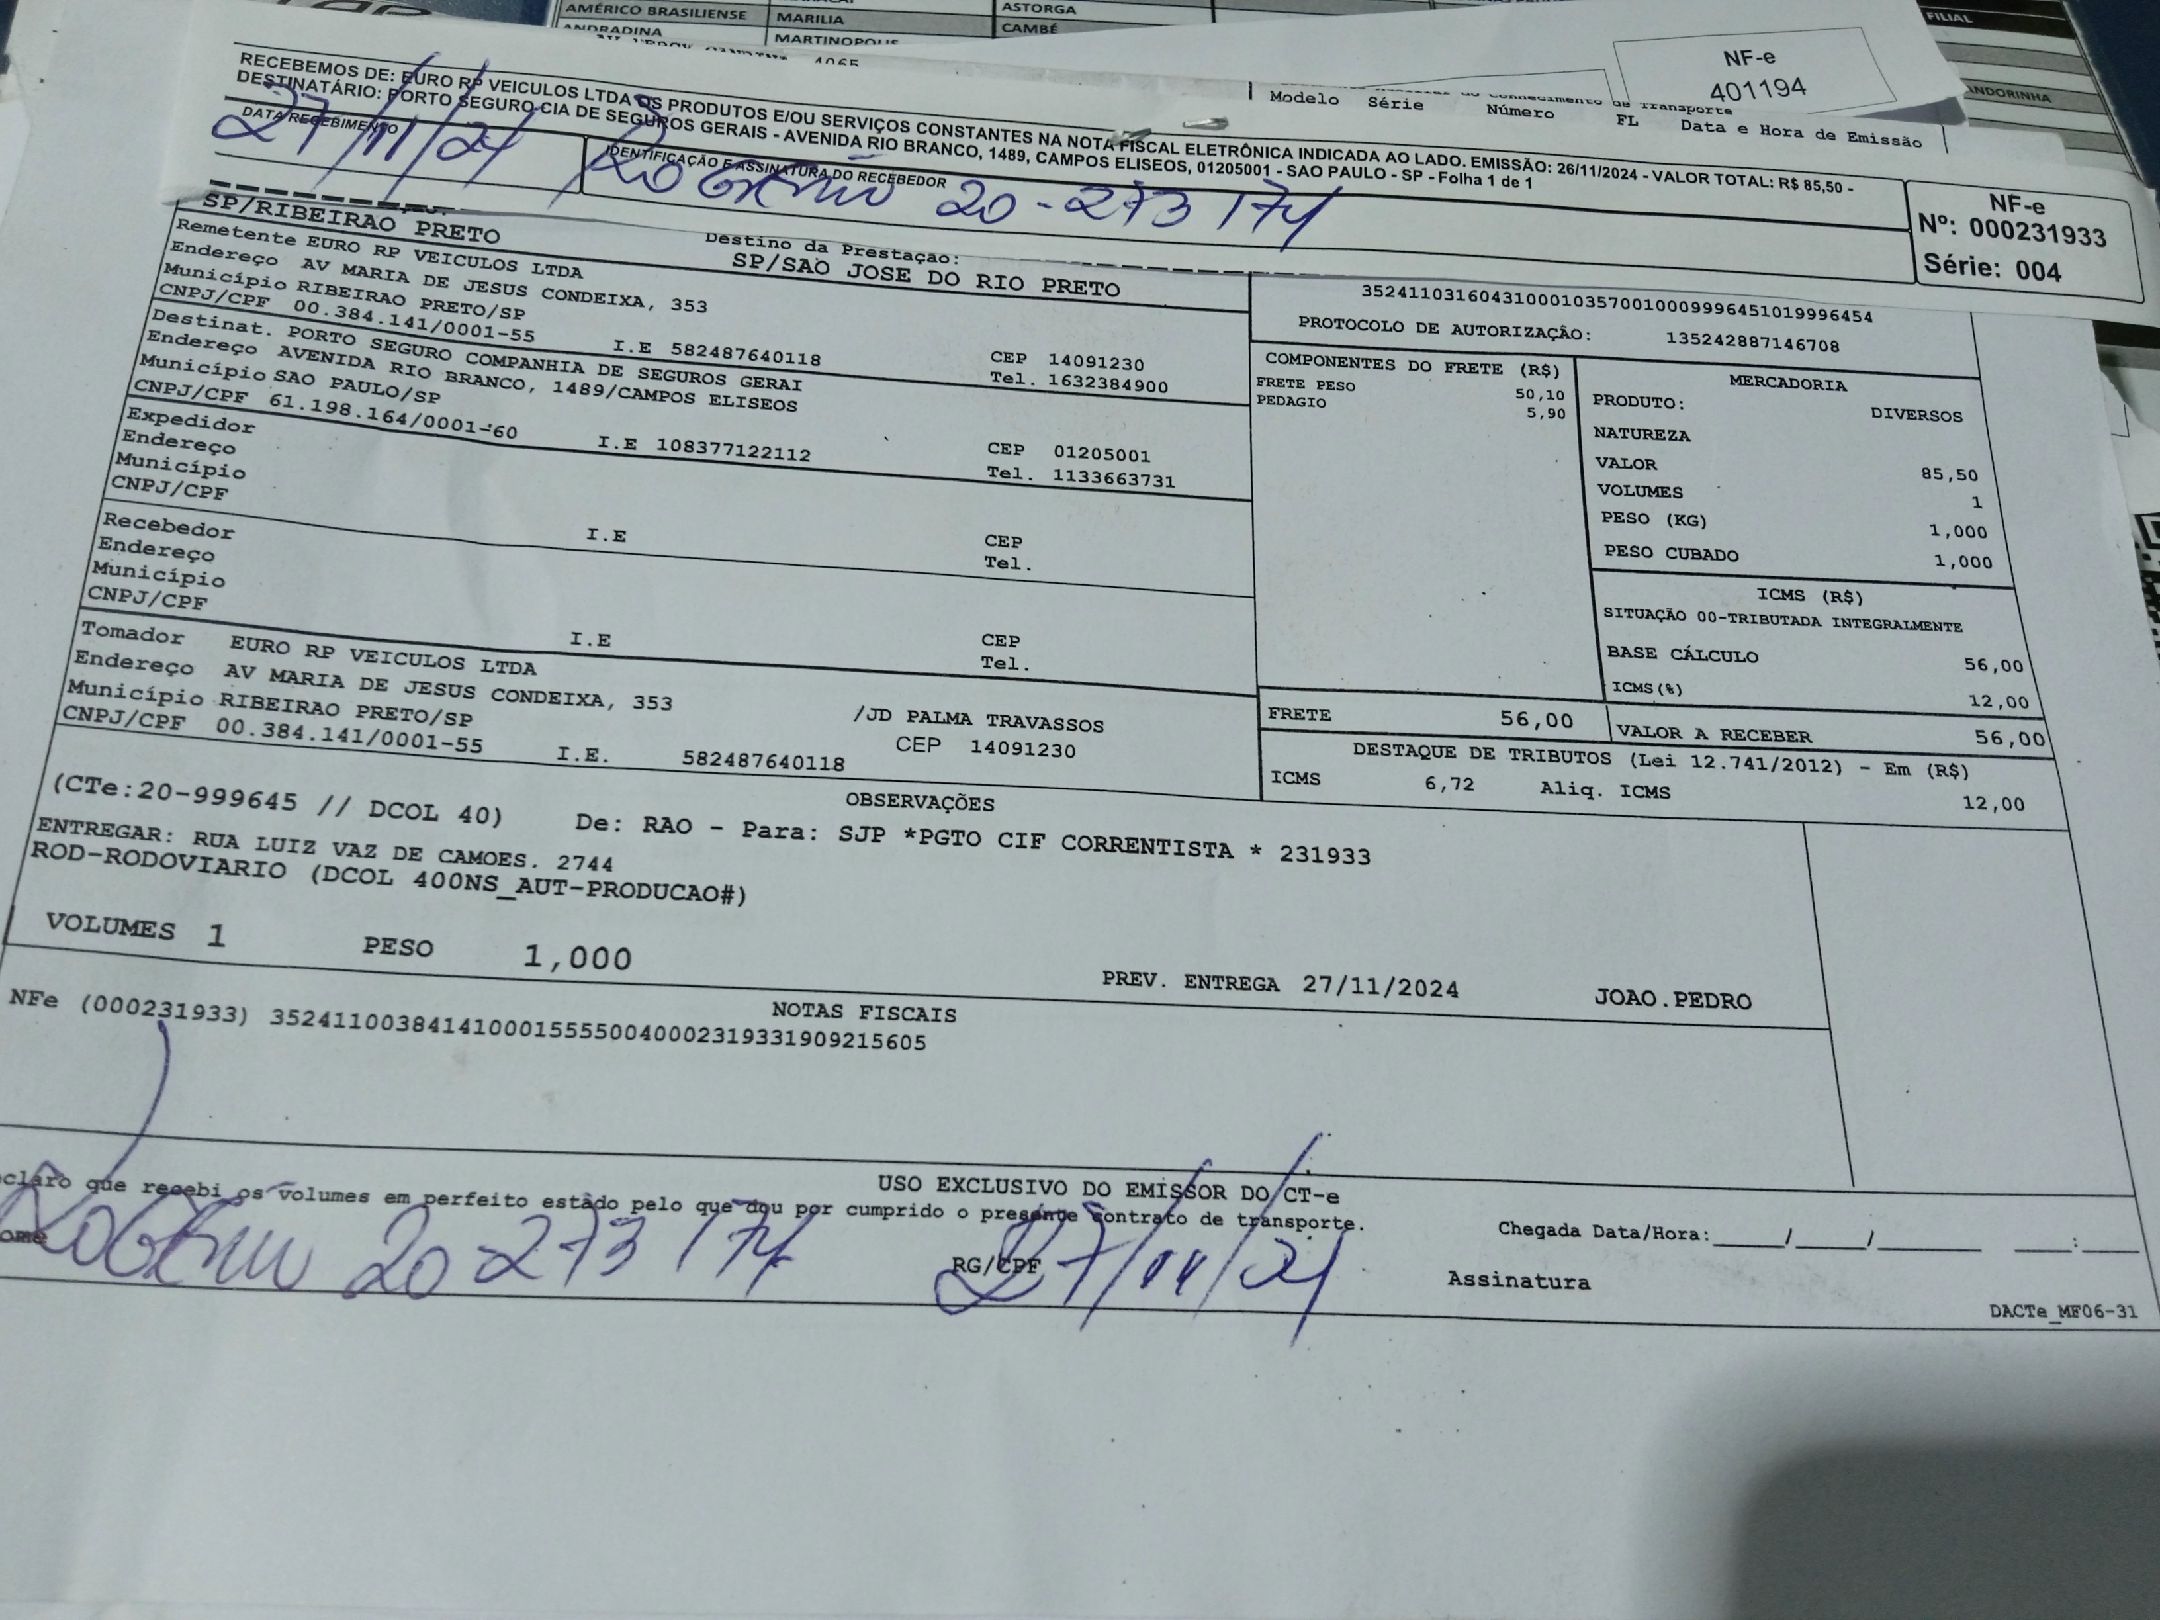 AMÉRICO BRASILIENSE MARILIA ASTORGA
ANDRADINA MARTINOPOLIS CAMBÉ
FILIAL
ANDORINHA
NF-e
401194
4065
Modelo Série Número FL Data e Hora de Emissão
RECEBEMOS DE: EURO RP VEICULOS LTDA OS PRODUTOS E/OU SERVIÇOS CONSTANTES NA NOTA FISCAL ELETRÔNICA INDICADA AO LADO. EMISSÃO: 26/11/2024 - VALOR TOTAL: R$ 85,50 -
DESTINATÁRIO: PORTO SEGURO CIA DE SEGUROS GERAIS - AVENIDA RIO BRANCO, 1489, CAMPOS ELISEOS, 01205001 - SAO PAULO - SP - Folha 1 de 1
DATA RECEBIMENTO
27/11/24
IDENTIFICAÇÃO E ASSINATURA DO RECEBEDOR
20-273 174
NF-e
Nº: 000231933
Série: 004
SP/RIBEIRAO PRETO
Destino da Prestação:
SP/SAO JOSE DO RIO PRETO
Remetente EURO RP VEICULOS LTDA
Endereço AV MARIA DE JESUS CONDEIXA, 353
Município RIBEIRAO PRETO/SP CEP 14091230
CNPJ/CPF 00.384.141/0001-55 I.E 582487640118 Tel. 1632384900
Destinat. PORTO SEGURO COMPANHIA DE SEGUROS GERAI
Endereço AVENIDA RIO BRANCO, 1489/CAMPOS ELISEOS
Município SAO PAULO/SP CEP 01205001
CNPJ/CPF 61.198.164/0001-60 I.E 108377122112 Tel. 1133663731
Expedidor
Endereço
Município CEP
CNPJ/CPF I.E Tel.
Recebedor
Endereço
Município CEP
CNPJ/CPF I.E Tel.
Tomador EURO RP VEICULOS LTDA
Endereço AV MARIA DE JESUS CONDEIXA, 353 /JD PALMA TRAVASSOS
Município RIBEIRAO PRETO/SP CEP 14091230
CNPJ/CPF 00.384.141/0001-55 I.E. 582487640118
35241103160431000103570010009996451019996454
PROTOCOLO DE AUTORIZAÇÃO: 135242887146708
COMPONENTES DO FRETE (R$)
FRETE PESO 50,10
PEDAGIO 5,90
MERCADORIA
PRODUTO: DIVERSOS
NATUREZA
VALOR 85,50
VOLUMES 1
PESO (KG) 1,000
PESO CUBADO 1,000
ICMS (R$)
SITUAÇÃO 00-TRIBUTADA INTEGRALMENTE
BASE CÁLCULO 56,00
ICMS(%) 12,00
FRETE 56,00 VALOR A RECEBER 56,00
DESTAQUE DE TRIBUTOS (Lei 12.741/2012) - Em (R$)
ICMS 6,72 Aliq. ICMS 12,00
OBSERVAÇÕES
(CTe:20-999645 // DCOL 40) De: RAO - Para: SJP *PGTO CIF CORRENTISTA * 231933
ENTREGAR: RUA LUIZ VAZ DE CAMOES. 2744
ROD-RODOVIARIO (DCOL 400NS_AUT-PRODUCAO#)
VOLUMES 1 PESO 1,000 PREV. ENTREGA 27/11/2024 JOAO.PEDRO
NOTAS FISCAIS
NFe (000231933) 35241100384141000155550040002319331909215605
USO EXCLUSIVO DO EMISSOR DO CT-e
claro que recebi os volumes em perfeito estado pelo que dou por cumprido o presente contrato de transporte.
Chegada Data/Hora: / / :
ome
20-273 174
RG/CPF
27/11/24
Assinatura
DACTe_MF06-31